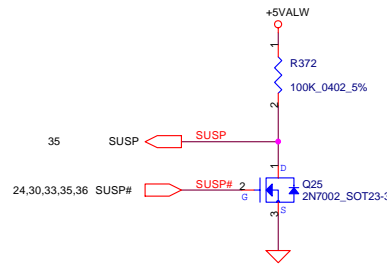 +5VALW
1
R372
100K_0402_5%
2
35 SUSP SUSP
1 D
24,30,33,35,36 SUSP# SUSP# 2 G Q25
2N7002_SOT23-3
3 S